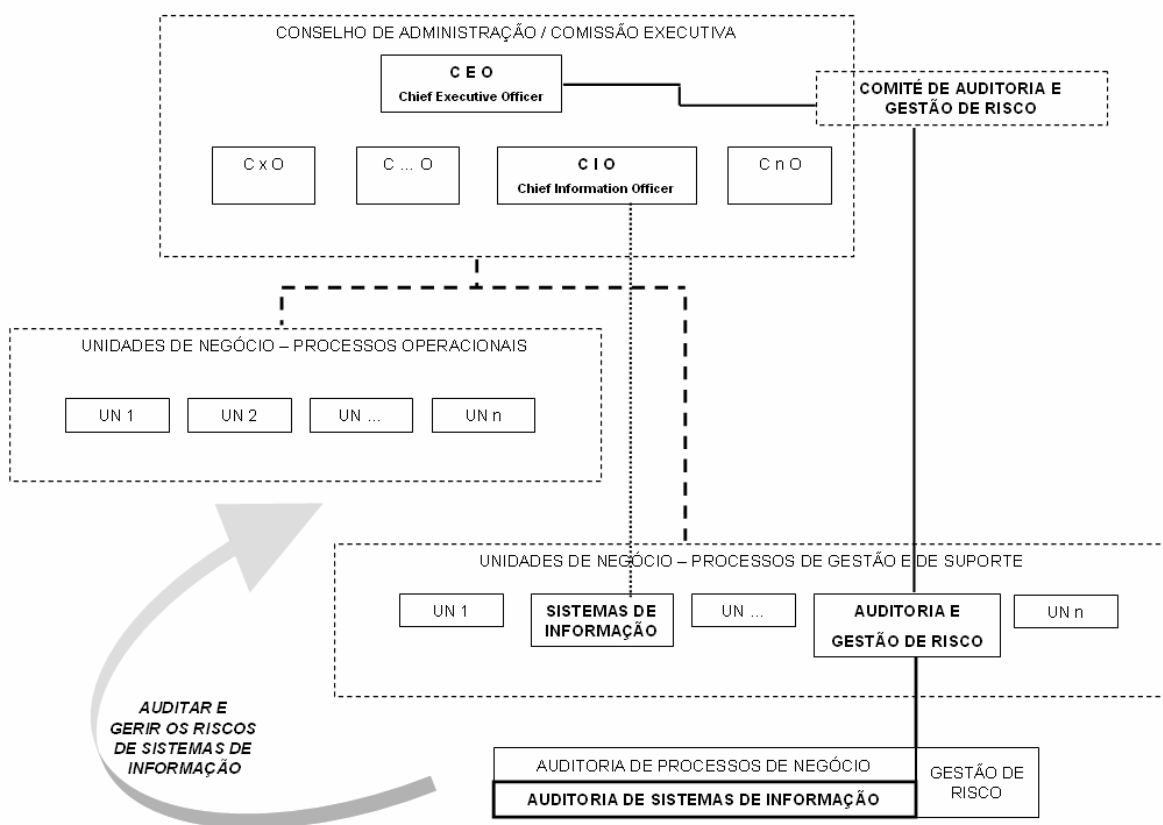 CONSELHO DE ADMINISTRAÇÃO / COMISSÃO EXECUTIVA
C E O
Chief Executive Officer
COMITÉ DE AUDITORIA E
GESTÃO DE RISCO
C x O
C ... O
C I O
Chief Information Officer
C n O
UNIDADES DE NEGÓCIO – PROCESSOS OPERACIONAIS
UN 1
UN 2
UN ...
UN n
UNIDADES DE NEGÓCIO – PROCESSOS DE GESTÃO E DE SUPORTE
UN 1
SISTEMAS DE
INFORMAÇÃO
UN ...
AUDITORIA E
GESTÃO DE RISCO
UN n
AUDITAR E
GERIR OS RISCOS
DE SISTEMAS DE
INFORMAÇÃO
AUDITORIA DE PROCESSOS DE NEGÓCIO
AUDITORIA DE SISTEMAS DE INFORMAÇÃO
GESTÃO DE
RISCO